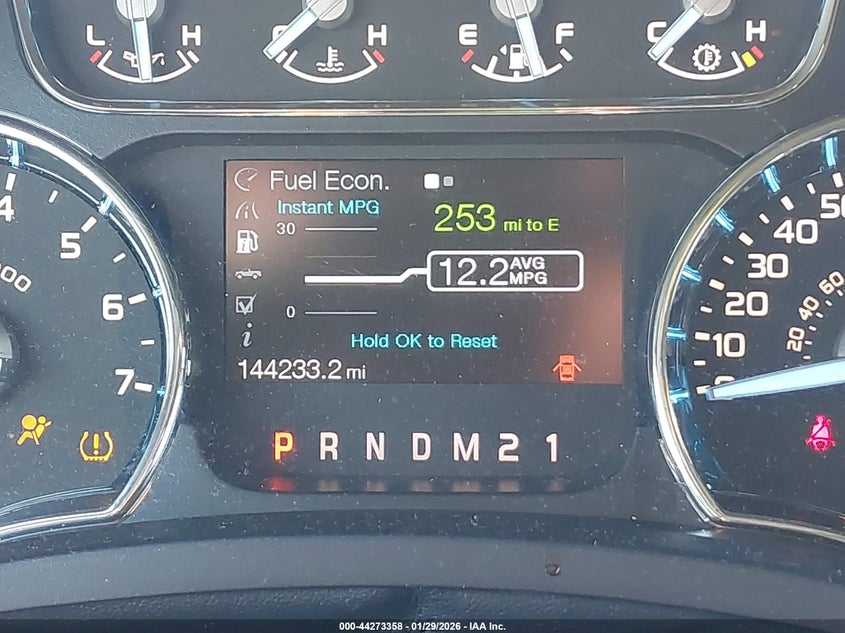 L H
C H
E F
C H
Fuel Econ.
Instant MPG
30
253 mi to E
12.2 AVG MPG
0
Hold OK to Reset
144233.2 mi
4
5
6
7
P R N D M 2 1
40
30
20
10
0
60
40
20
000-44273358 - 01/29/2026 - IAA Inc.